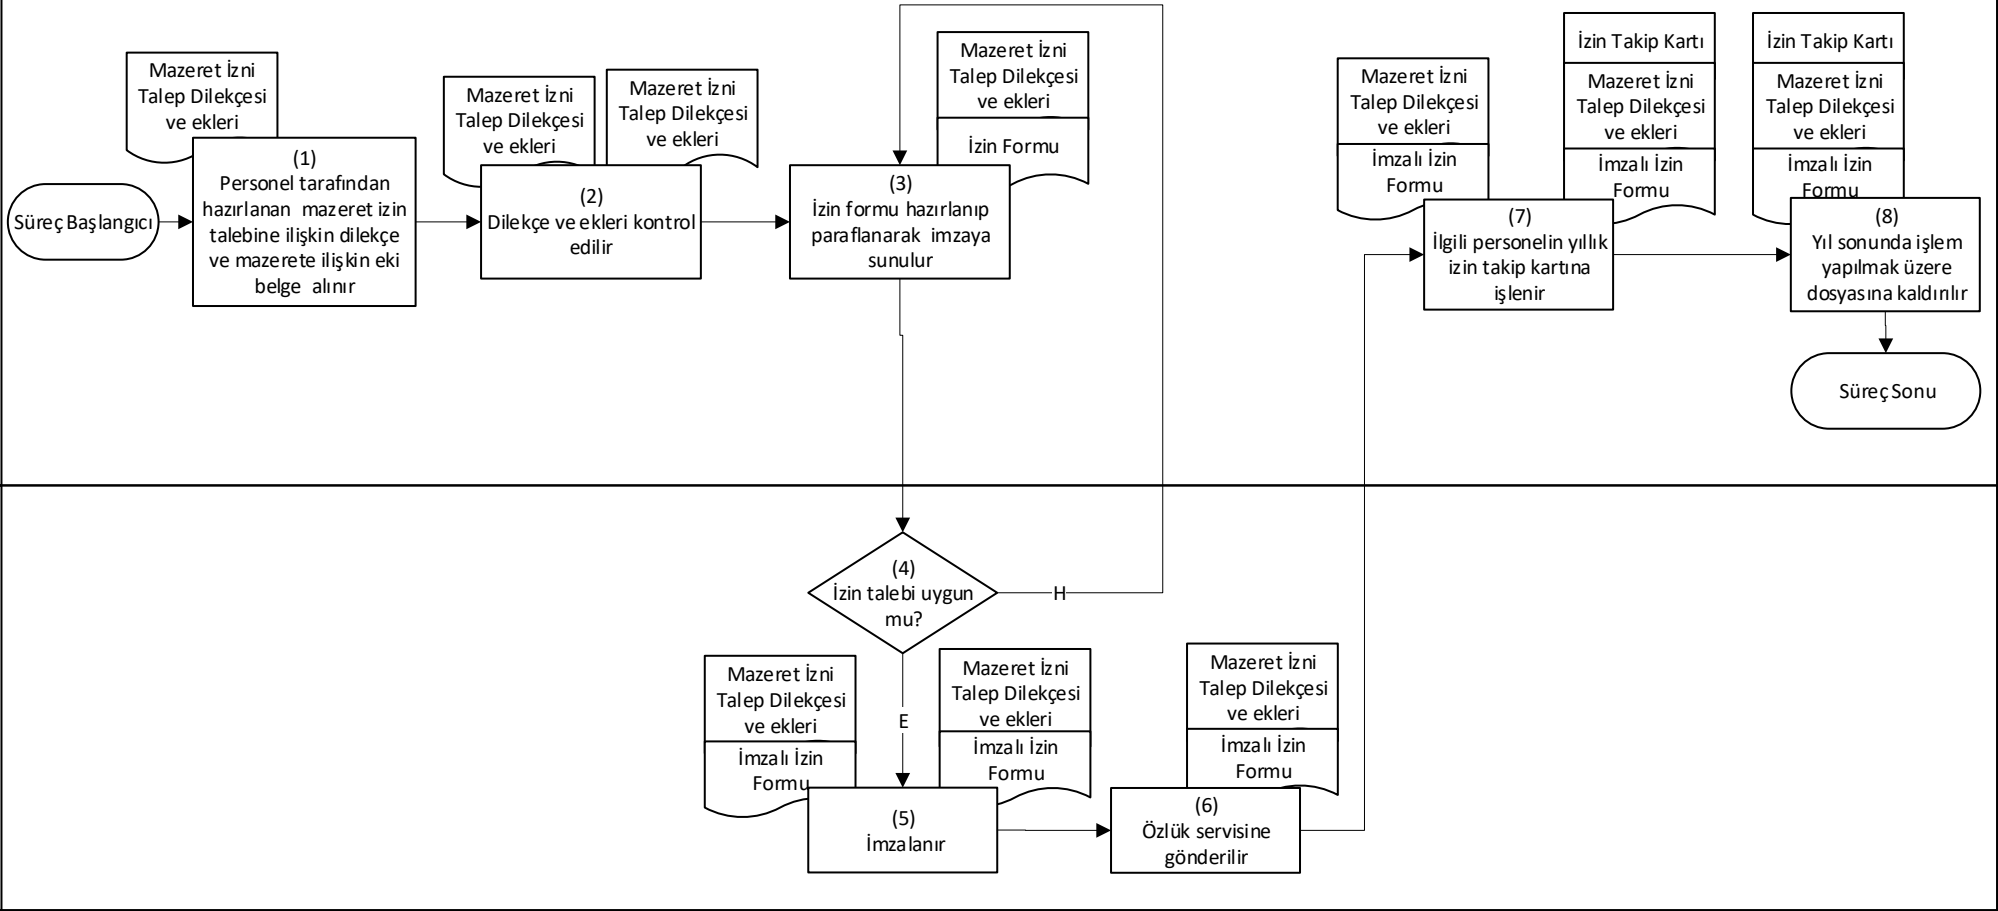 Süreç Başlangıcı
Mazeret İzni
Talep Dilekçesi
ve ekleri
(1)
Personel tarafından
hazırlanan mazeret izin
talebine ilişkin dilekçe
ve mazerete ilişkin eki
belge alınır
Mazeret İzni
Talep Dilekçesi
ve ekleri
Mazeret İzni
Talep Dilekçesi
ve ekleri
(2)
Dilekçe ve ekleri kontrol
edilir
Mazeret İzni
Talep Dilekçesi
ve ekleri
İzin Formu
(3)
İzin formu hazırlanıp
paraflanarak imzaya
sunulur
(4)
İzin talebi uygun
mu?
H
E
Mazeret İzni
Talep Dilekçesi
ve ekleri
İmzalı İzin
Formu
Mazeret İzni
Talep Dilekçesi
ve ekleri
İmzalı İzin
Formu
(5)
İmzalanır
Mazeret İzni
Talep Dilekçesi
ve ekleri
İmzalı İzin
Formu
(6)
Özlük servisine
gönderilir
Mazeret İzni
Talep Dilekçesi
ve ekleri
İmzalı İzin
Formu
İzin Takip Kartı
Mazeret İzni
Talep Dilekçesi
ve ekleri
İmzalı İzin
Formu
(7)
İlgili personelin yıllık
izin takip kartına
işlenir
İzin Takip Kartı
Mazeret İzni
Talep Dilekçesi
ve ekleri
İmzalı İzin
Formu
(8)
Yıl sonunda işlem
yapılmak üzere
dosyasına kaldırılır
Süreç Sonu